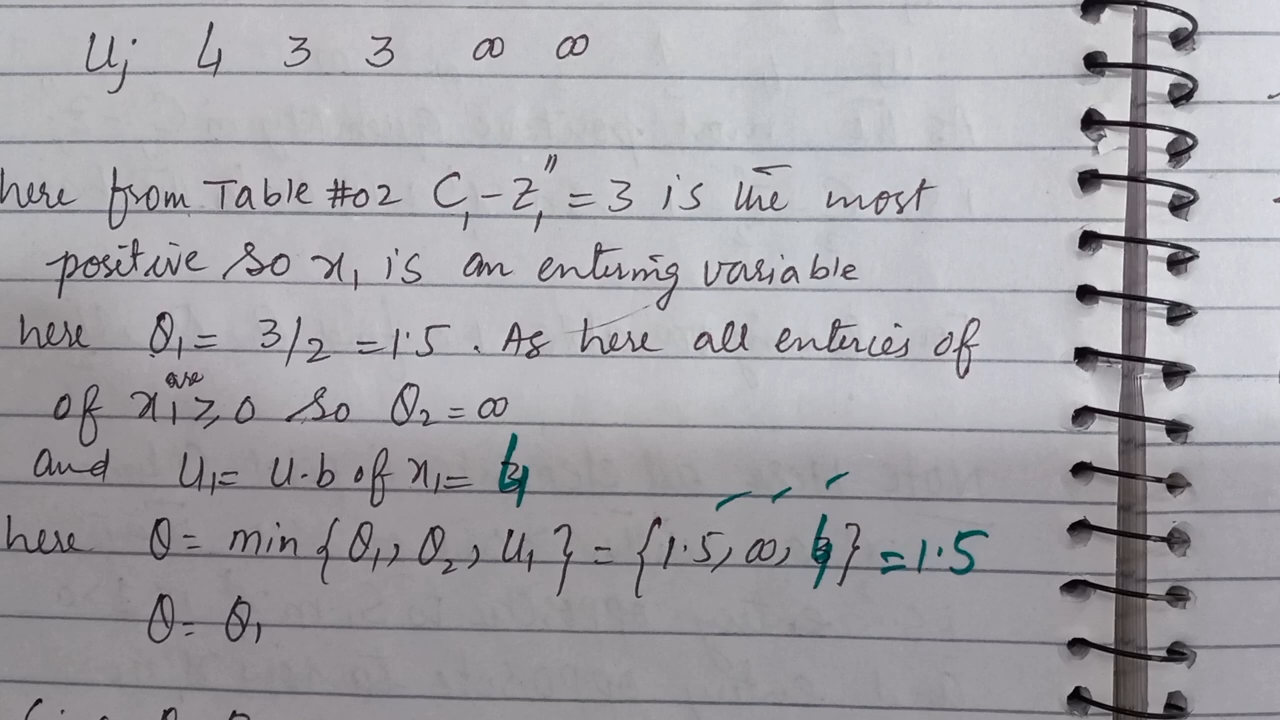 Uj 4 3 3 ∞ ∞
here from Table #02 C₁-Z₁" = 3 is the most
positive so x₁ is an entering variable
here θ₁ = 3/2 = 1.5 . As here all enteries of
of x₁ are ≥ 0 so θ₂ = ∞
and U₁ = U.b of x₁ = 4
here θ = min {θ₁, θ₂, U₁} = {1.5, ∞, 4} = 1.5
θ = θ₁